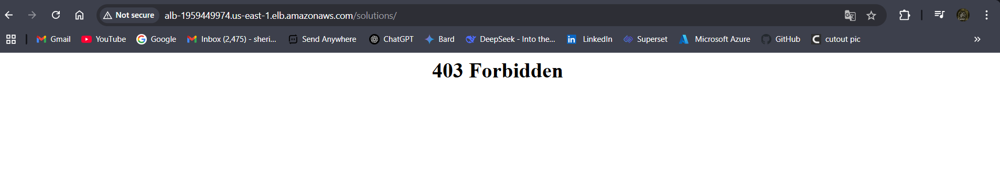 Not secure alb-1959449974.us-east-1.elb.amazonaws.com/solutions/
Gmail YouTube Google Inbox (2,475) - sheri... Send Anywhere ChatGPT Bard DeepSeek - Into the... LinkedIn Superset Microsoft Azure GitHub cutout pic »
403 Forbidden